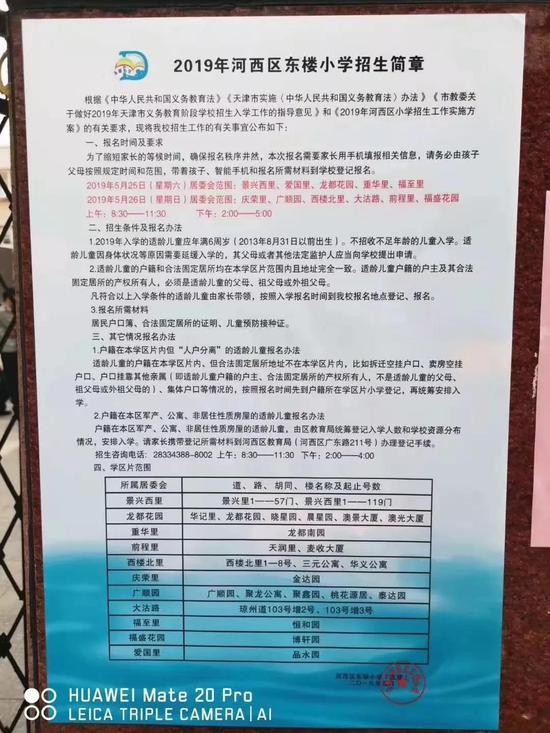 2019年河西区东楼小学招生简章
根据《中华人民共和国义务教育法》《天津市实施〈中华人民共和国义务教育法〉办法》《市教委关
于做好2019年天津市义务教育阶段学校招生入学工作的指导意见》和《2019年河西区小学招生工作实施方
案》的有关要求，现将我校招生工作的有关事宜公布如下：
一、报名时间及要求
为了缩短家长的等候时间，确保报名秩序井然，本次报名需要家长用手机填报相关信息，请务必由孩子
父母按照规定时间和范围，带着孩子、智能手机和报名所需材料到学校登记报名。
2019年5月25日（星期六）居委会范围：景兴西里、爱国里、龙都花园、重华里、福至里
2019年5月26日（星期日）居委会范围：庆荣里、广顺园、西楼北里、大沽路、前程里、福盛花园
上午：8:30——11:30 下午：2:00——5:00
二、招生条件及报名办法
1.2019年入学的适龄儿童应年满6周岁（2013年8月31日以前出生）。不招收不足年龄的儿童入学。适
龄儿童因身体状况等原因需要延缓入学的，其父母或者其他法定监护人应当向学校提出申请。
2.适龄儿童的户籍和合法固定居所均在本学区片范围内且地址完全一致。适龄儿童户籍的户主及其合法
固定居所的产权所有人，必须是适龄儿童的父母、祖父母或外祖父母。
凡符合以上入学条件的适龄儿童由家长带领，按照入学报名时间到我校报名地点登记、报名。
3.报名所需材料
居民户口簿、合法固定居所的证明、儿童预防接种证。
三、其它情况报名办法
1.户籍在本区片内但“人户分离”的适龄儿童报名办法
适龄儿童的户籍在本学区片内，但合法固定居所地址不在本学区片内，比如拆迁空挂户口、卖房空挂
户口、户口挂靠其他亲属（即适龄儿童户籍的户主、合法固定居所的产权所有人，不是适龄儿童的父母、
祖父母或外祖父母的）、集体户口等情况的，按照报名时间先到户籍所在学区片小学登记，再统筹安排入
学。
2.户籍在本区军产、公寓、非居住性质房屋的适龄儿童报名办法
户籍在本区军产、公寓、非居住性质房屋的适龄儿童，由区教育局统筹登记入学人数和学校资源分布
情况，安排入学。请家长携带登记所需材料到河西区教育局（河西区广东路211号）办理登记手续。
招生咨询电话：28334388-8002 上午：8:30——11:30 下午：2:00——4:00
四、学区片范围
所属居委会 道、路、胡同、楼名称及起止号数
景兴西里 景兴里1——57门、景兴西里1——119门
龙都花园 华记里、龙都花园、晓星园、晨星园、澳景大厦、澳光大厦
重华里 龙都南园
前程里 天润里、麦收大厦
西楼北里 西楼北里1—8号、三元公寓、华义公寓
庆荣里 金达园
广顺园 广顺园、聚龙公寓、聚鑫园、桃花源居、泰达园
大沽路 琼州道103号增2号、103号增3号
福至里 恒和园
福盛花园 博轩园
爱国里 品水园
河西区东楼小学
二〇一九年
HUAWEI Mate 20 Pro
LEICA TRIPLE CAMERA | AI